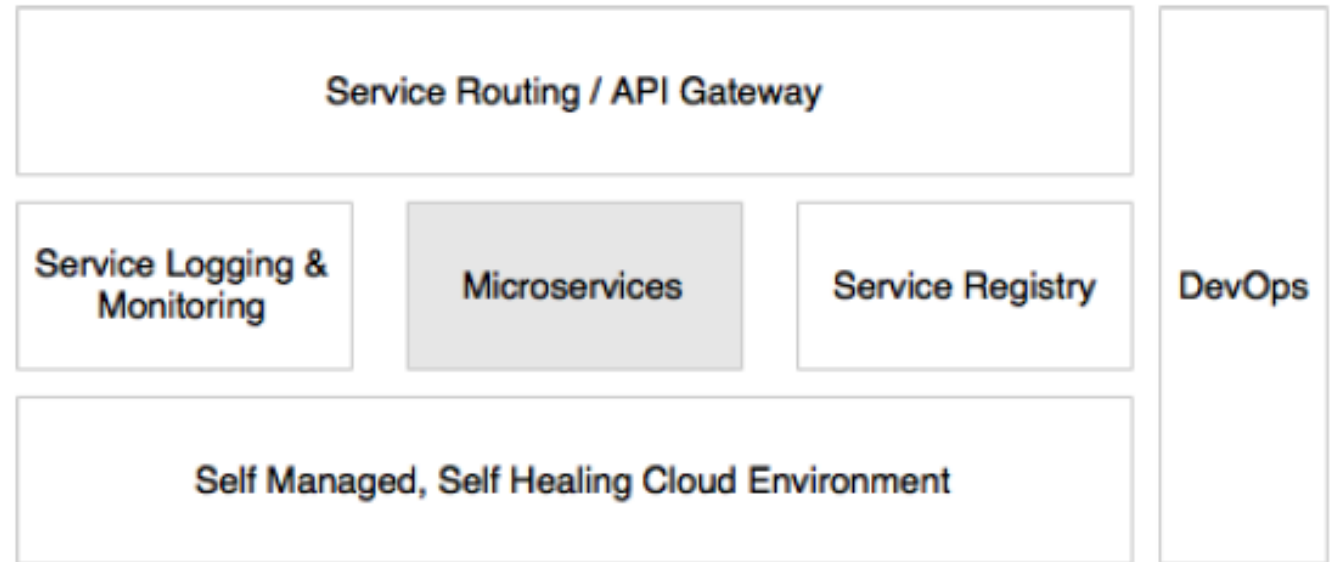 Service Routing / API Gateway
Service Logging &
Monitoring
Microservices
Service Registry
DevOps
Self Managed, Self Healing Cloud Environment